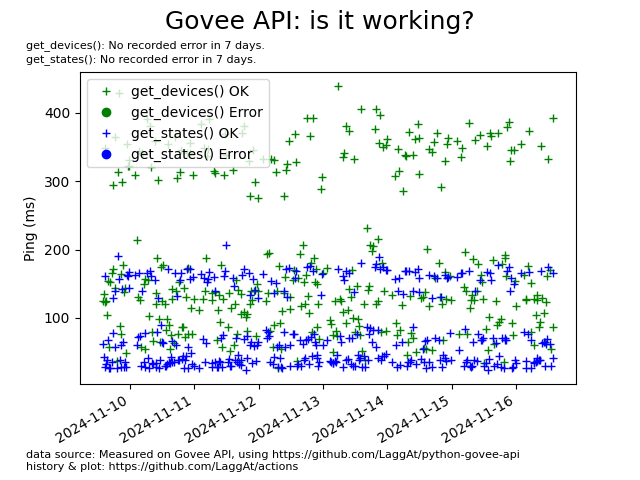 Govee API: is it working?
get_devices(): No recorded error in 7 days.
get_states(): No recorded error in 7 days.
get_devices() OK
get_devices() Error
get_states() OK
get_states() Error
Ping (ms)
400
300
200
100
2024-11-10
2024-11-11
2024-11-12
2024-11-13
2024-11-14
2024-11-15
2024-11-16
data source: Measured on Govee API, using https://github.com/LaggAt/python-govee-api
history & plot: https://github.com/LaggAt/actions